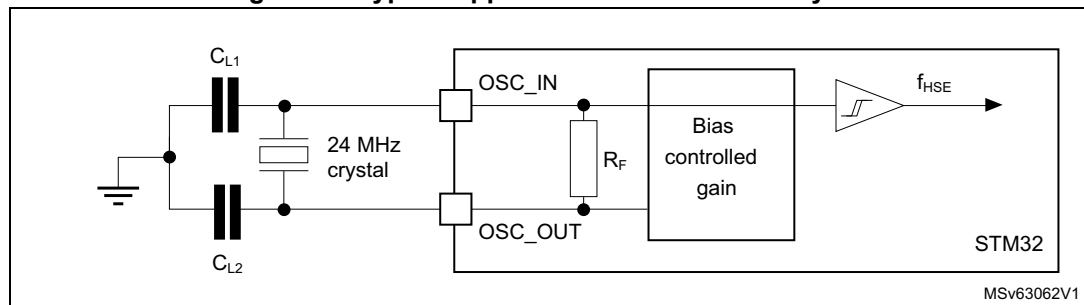 C_L1
OSC_IN
f_HSE
24 MHz
crystal
R_F
Bias
controlled
gain
OSC_OUT
C_L2
STM32
MSv63062V1